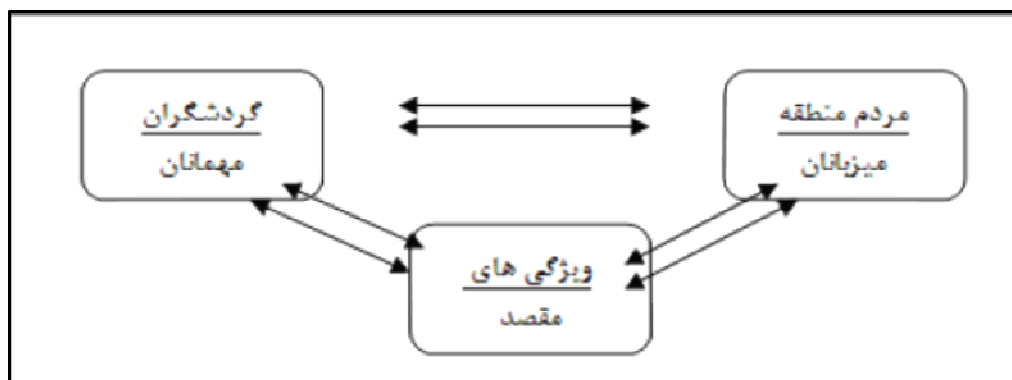 مردم منطقه
میزبانان
گردشگران
مهمانان
ویژگی های
مقصد